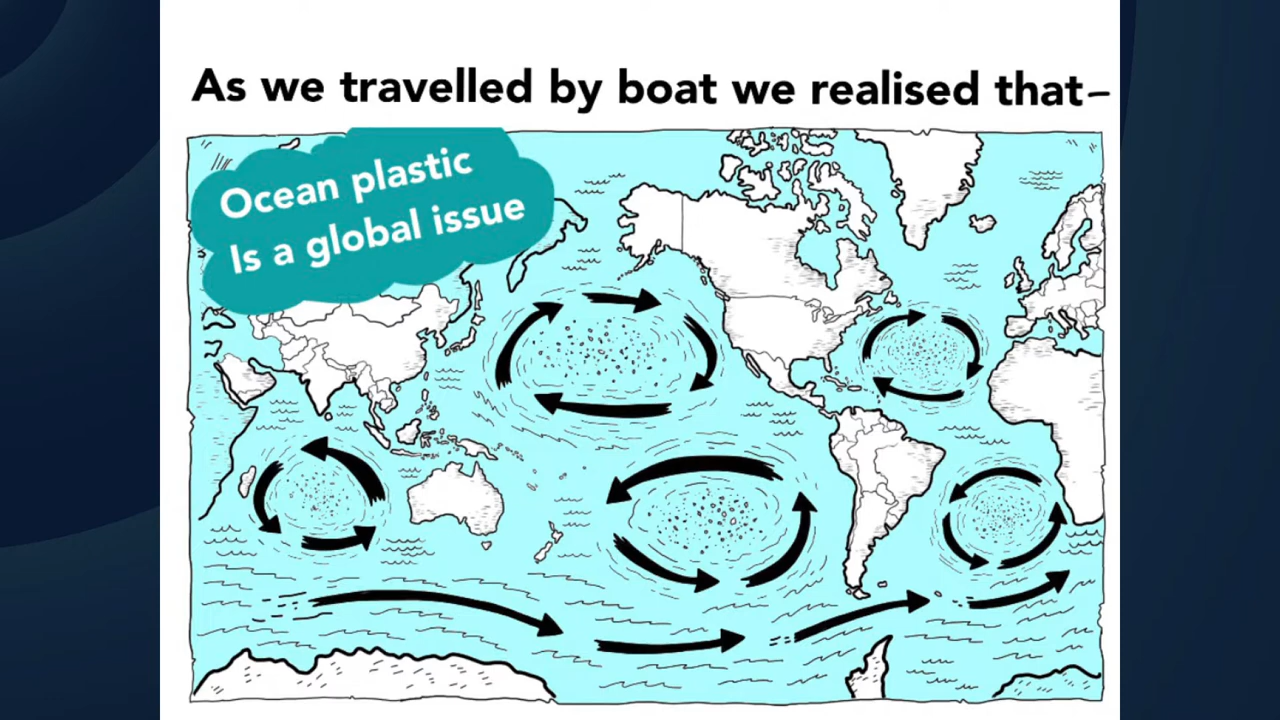 As we travelled by boat we realised that–
Ocean plastic
Is a global issue